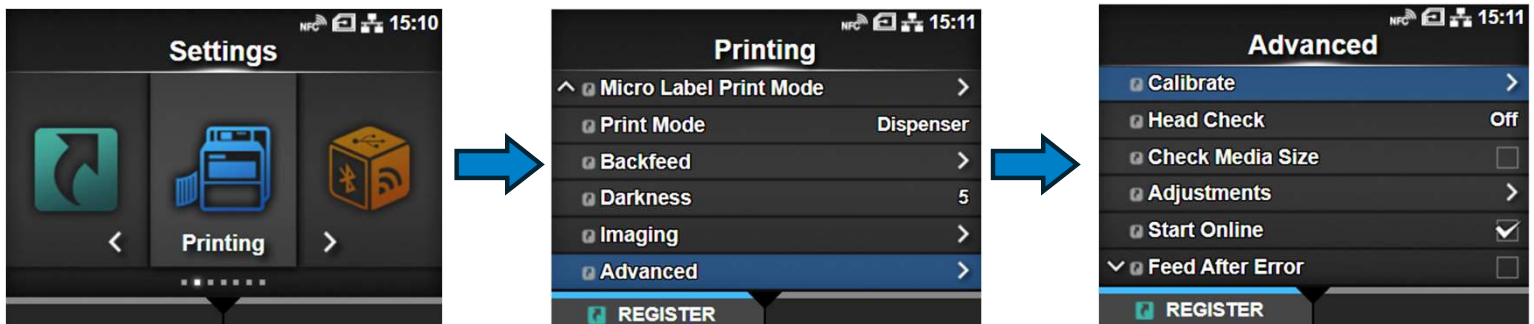 NFC 15:10
Settings
Printing
NFC 15:11
Printing
Micro Label Print Mode
Print Mode Dispenser
Backfeed
Darkness 5
Imaging
Advanced
REGISTER
NFC 15:11
Advanced
Calibrate
Head Check Off
Check Media Size
Adjustments
Start Online
Feed After Error
REGISTER